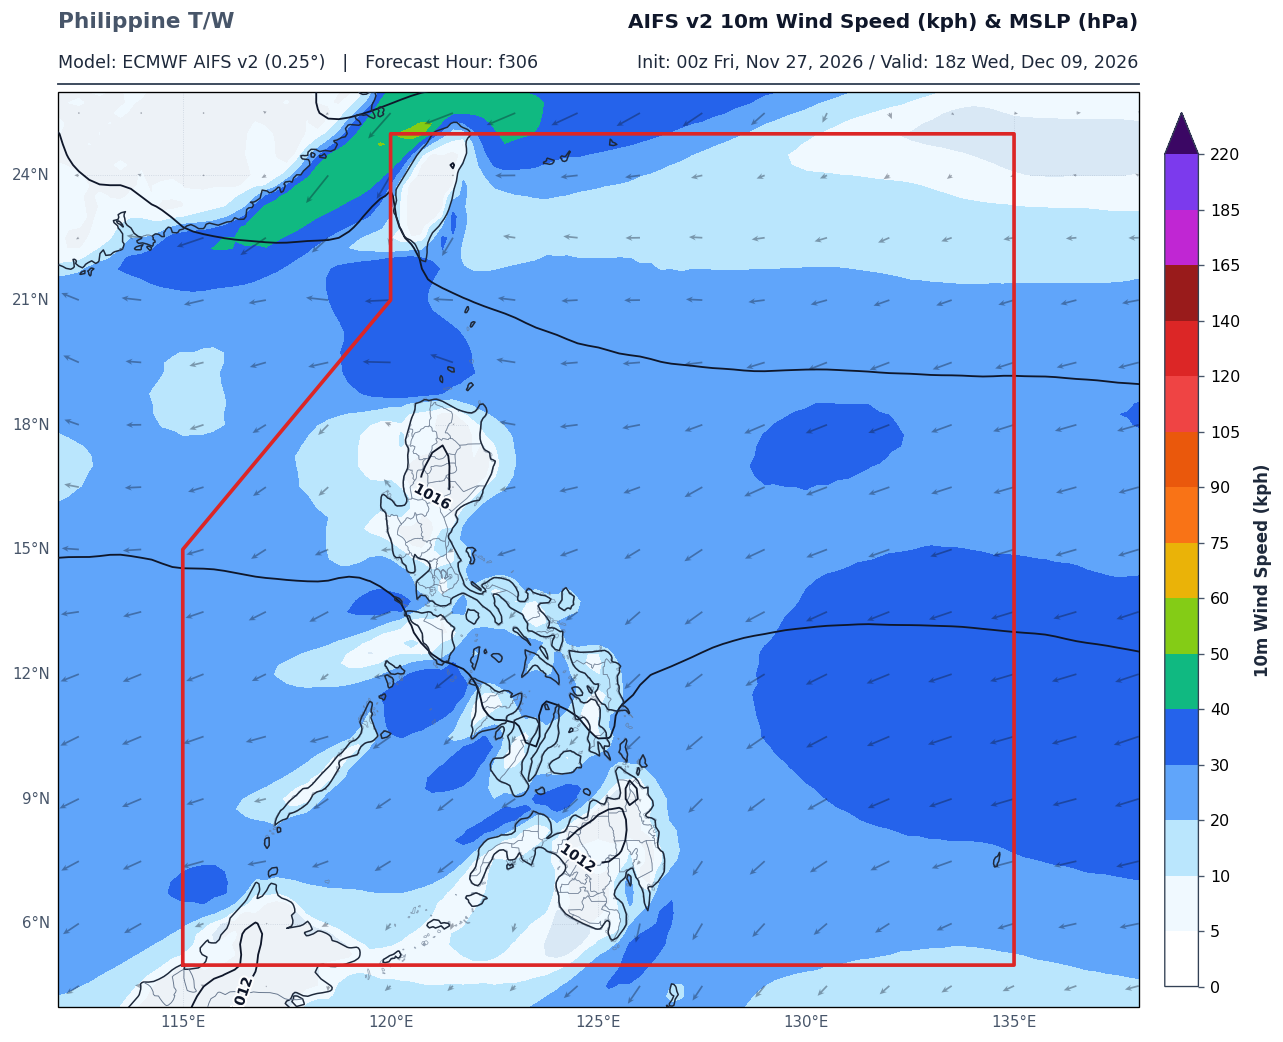 Philippine T/W
AIFS v2 10m Wind Speed (kph) & MSLP (hPa)
Model: ECMWF AIFS v2 (0.25°) | Forecast Hour: f306
Init: 00z Fri, Nov 27, 2026 / Valid: 18z Wed, Dec 09, 2026
24°N
21°N
18°N
15°N
12°N
9°N
6°N
1016
1012
012
115°E
120°E
125°E
130°E
135°E
220
185
165
140
120
105
90
75
60
50
40
30
20
10
5
0
10m Wind Speed (kph)